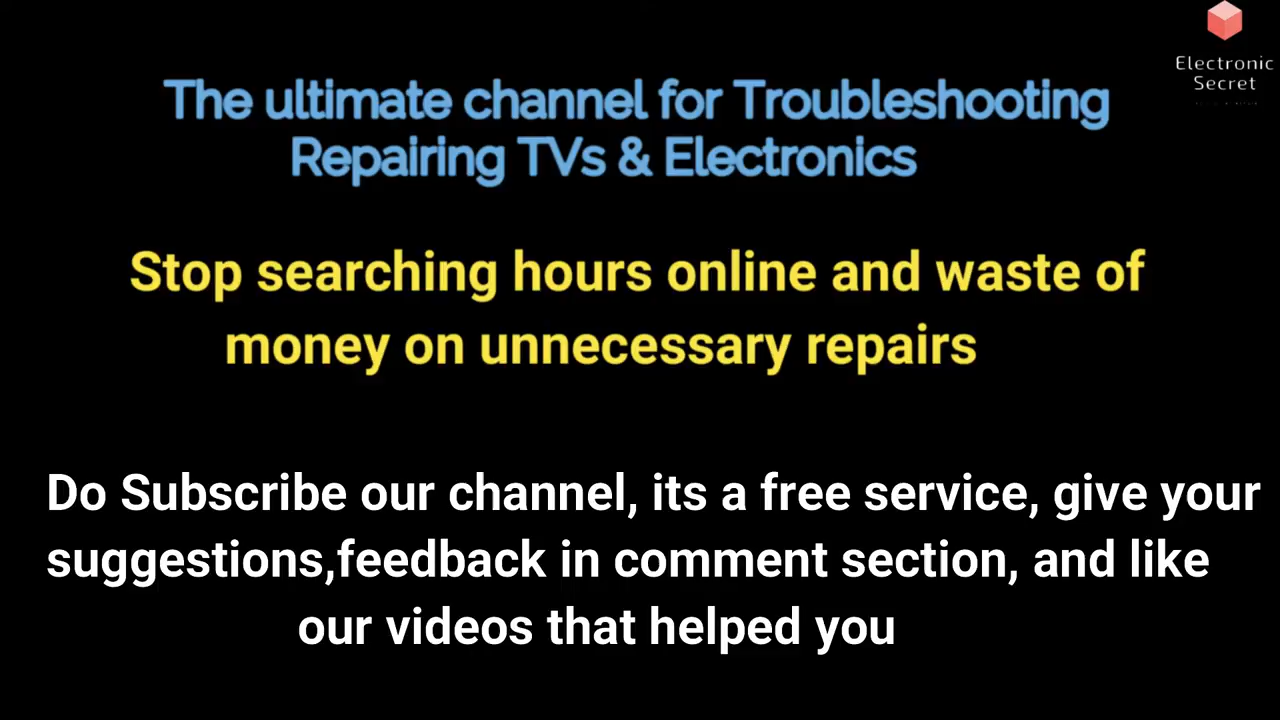 Electronic
Secret
The ultimate channel for Troubleshooting
Repairing TVs & Electronics
Stop searching hours online and waste of
money on unnecessary repairs
Do Subscribe our channel, its a free service, give your
suggestions,feedback in comment section, and like
our videos that helped you